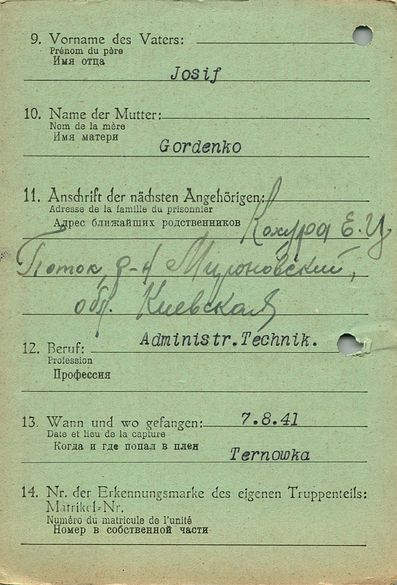 9. Vorname des Vaters:
Prénom du père
Имя отца
Josif
10. Name der Mutter:
Nom de la mère
Имя матери
Gordenko
11. Anschrift der nächsten Angehörigen:
Adresse de la famille du prisonnier
Адрес ближайших родственников
Кохура Е.Ц
Поток, р-н Мироновский,
обл. Киевская
Administr.Technik.
12. Beruf:
Profession
Профессия
13. Wann und wo gefangen: 7.8.41
Date et lieu de la capture
Когда и где попал в плен
Ternowka
14. Nr. der Erkennungsmarke des eigenen Truppenteils:
Matrikel-Nr.
Numéro du matricule de l'unité
Номер в собственной части